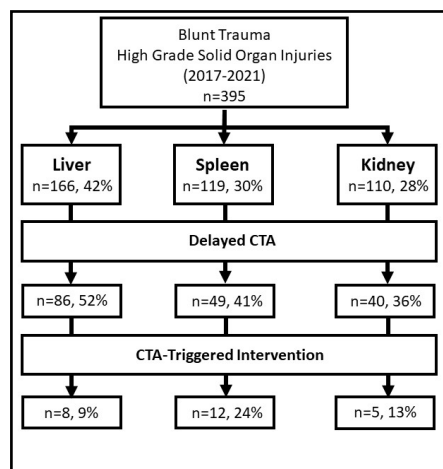 Blunt Trauma
High Grade Solid Organ Injuries
(2017-2021)
n=395
Liver
n=166, 42%
Spleen
n=119, 30%
Kidney
n=110, 28%
Delayed CTA
n=86, 52%
n=49, 41%
n=40, 36%
CTA-Triggered Intervention
n=8, 9%
n=12, 24%
n=5, 13%